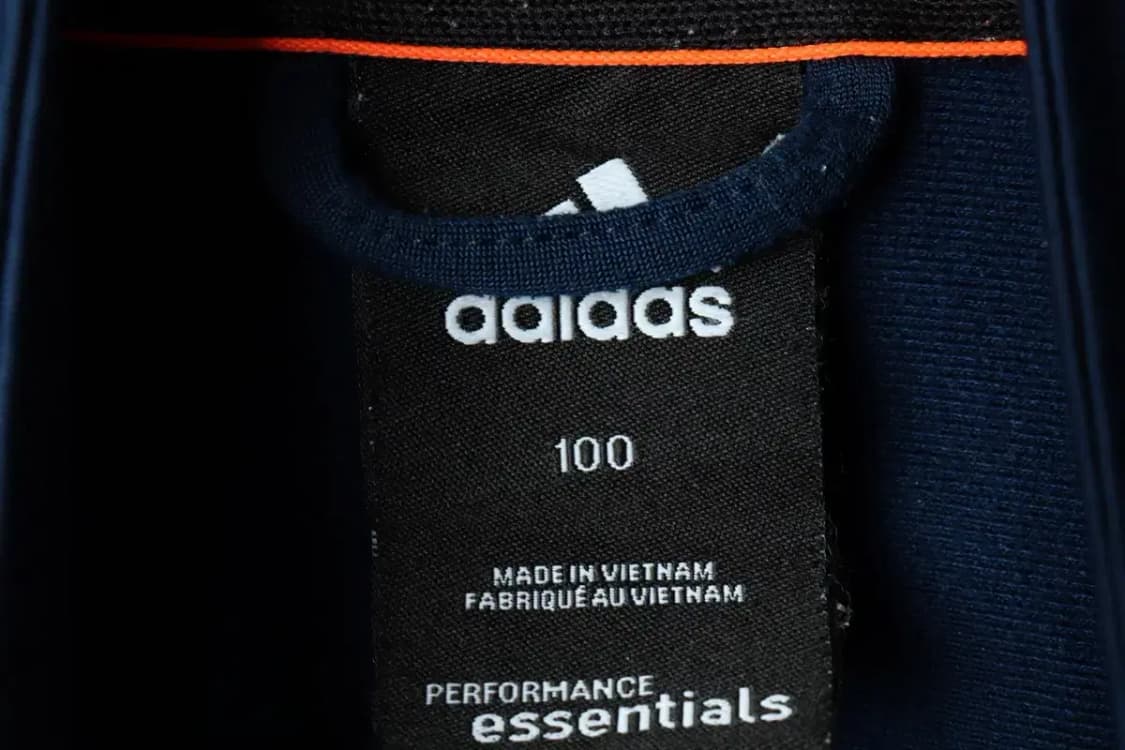 adidas
100
MADE IN VIETNAM
FABRIQUÉ AU VIETNAM
PERFORMANCE
essentials